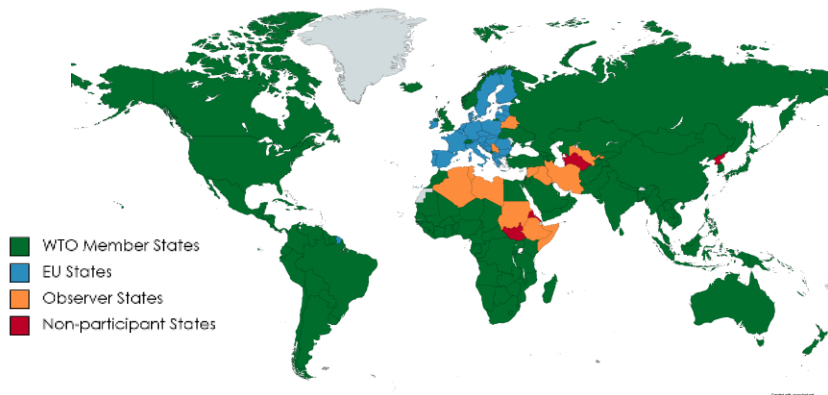 WTO Member States
EU States
Observer States
Non-participant States